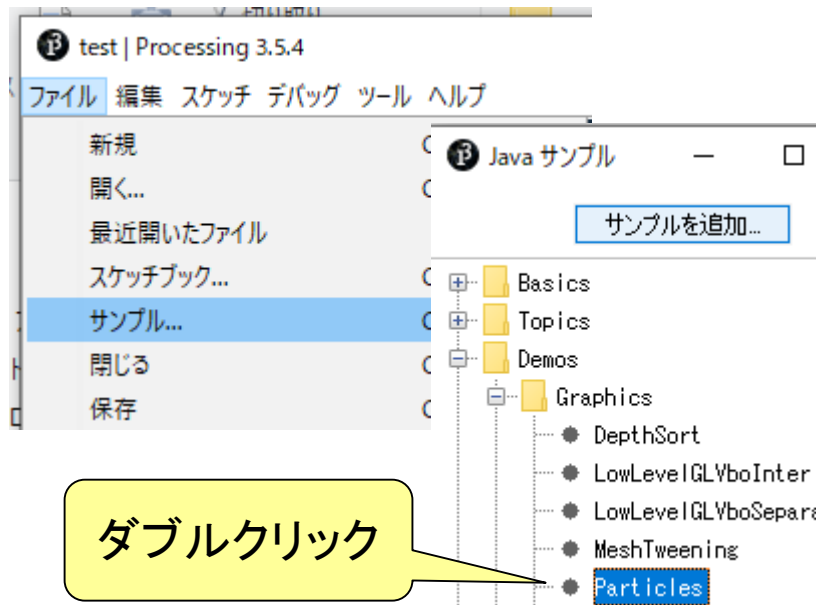 test | Processing 3.5.4
ファイル 編集 スケッチ デバッグ ツール ヘルプ
新規
開く...
最近開いたファイル
スケッチブック...
サンプル...
閉じる
保存
Java サンプル
サンプルを追加...
Basics
Topics
Demos
Graphics
DepthSort
LowLevelGLVboInter
LowLevelGLVboSepara
MeshTweening
Particles
ダブルクリック